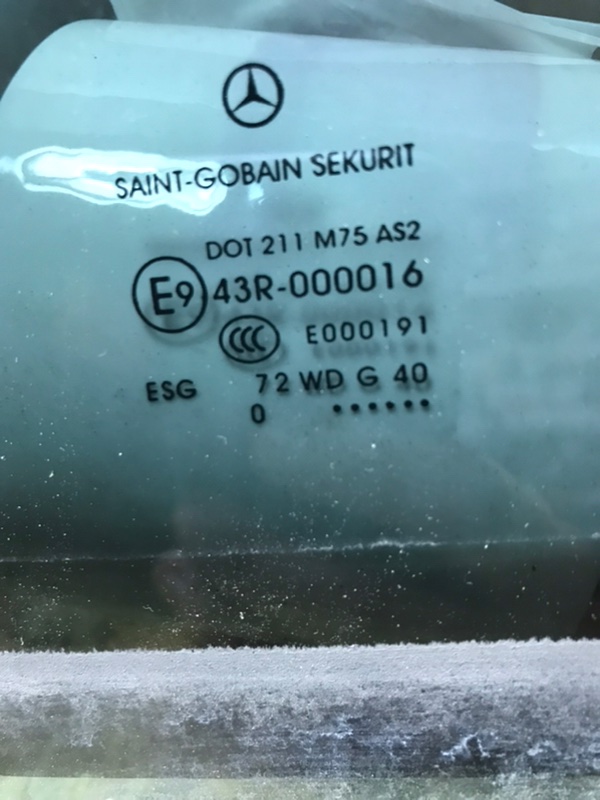 SAINT-GOBAIN SEKURIT
DOT 211 M75 AS2
E9 43R-000016
CCC E000191
ESG 72 WD G 40
0 ......